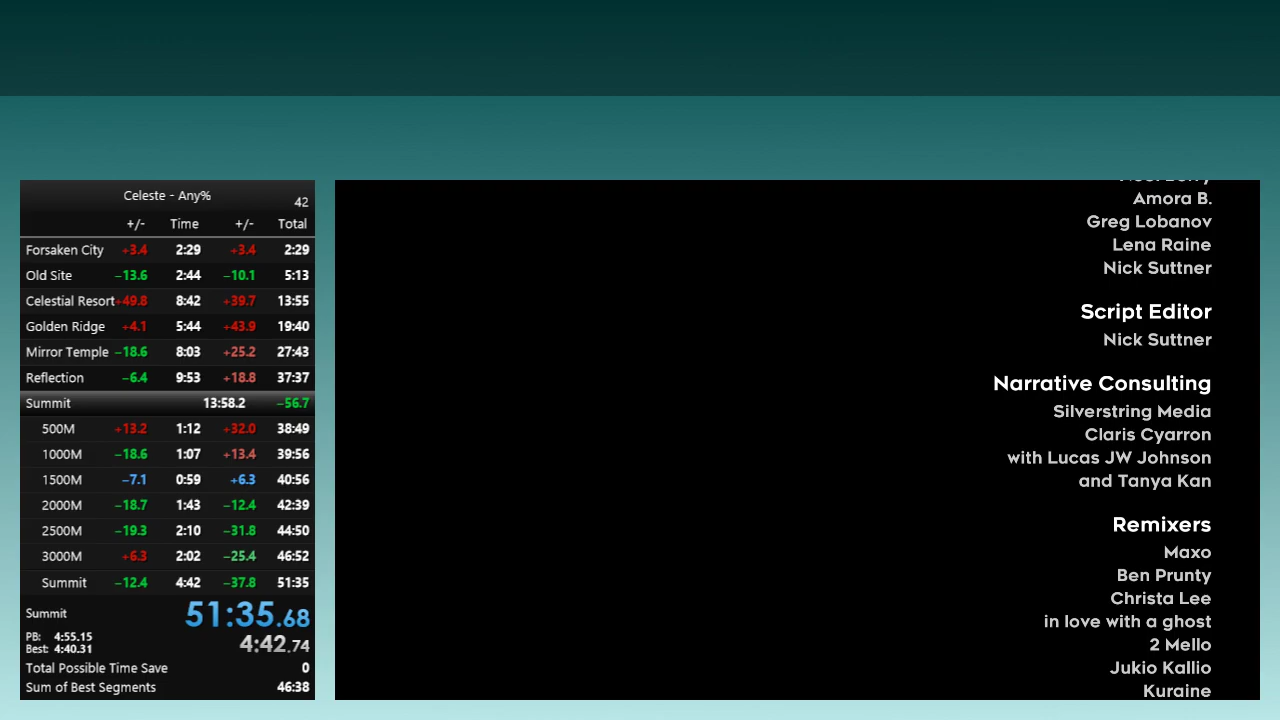 Celeste - Any%
42
+/- Time +/- Total
Forsaken City +3.4 2:29 +3.4 2:29
Old Site −13.6 2:44 −10.1 5:13
Celestial Resort +49.8 8:42 +39.7 13:55
Golden Ridge +4.1 5:44 +43.9 19:40
Mirror Temple −18.6 8:03 +25.2 27:43
Reflection −6.4 9:53 +18.8 37:37
Summit 13:58.2 −56.7
500M +13.2 1:12 +32.0 38:49
1000M −18.6 1:07 +13.4 39:56
1500M −7.1 0:59 +6.3 40:56
2000M −18.7 1:43 −12.4 42:39
2500M −19.3 2:10 −31.8 44:50
3000M +6.3 2:02 −25.4 46:52
Summit −12.4 4:42 −37.8 51:35
Summit 51:35.68
PB: 4:55.15
Best: 4:40.31
4:42.74
Total Possible Time Save 0
Sum of Best Segments 46:38
Amora B.
Greg Lobanov
Lena Raine
Nick Suttner
Script Editor
Nick Suttner
Narrative Consulting
Silverstring Media
Claris Cyarron
with Lucas JW Johnson
and Tanya Kan
Remixers
Maxo
Ben Prunty
Christa Lee
in love with a ghost
2 Mello
Jukio Kallio
Kuraine